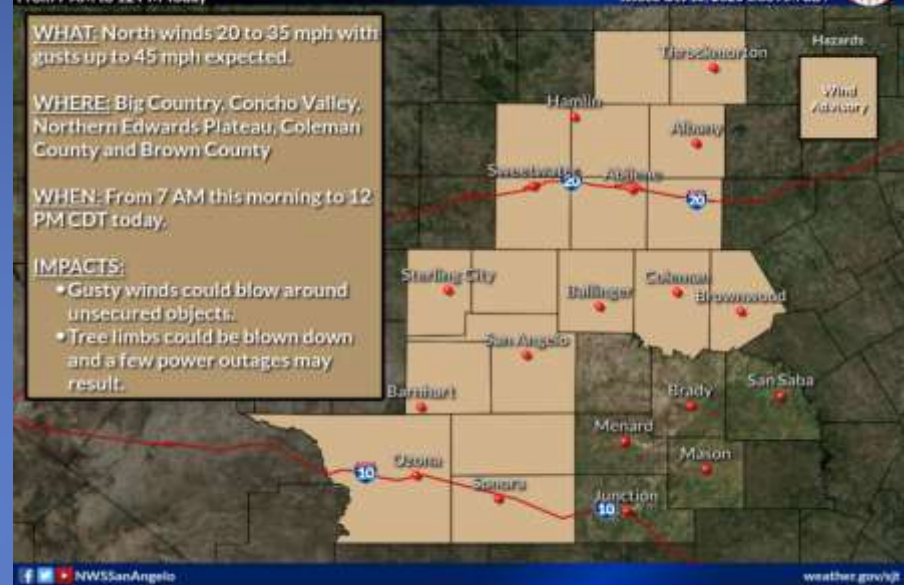 WHAT: North winds 20 to 35 mph with
gusts up to 45 mph expected.
WHERE: Big Country, Concho Valley,
Northern Edwards Plateau, Coleman
County and Brown County
WHEN: From 7 AM this morning to 12
PM CDT today.
IMPACTS:
•Gusty winds could blow around
unsecured objects.
•Tree limbs could be blown down
and a few power outages may
result.
Hazards
Wind
Advisory
Throckmorton
Hamlin
Albany
Sweetwater
Abilene
20
20
Sterling City
Ballinger
Coleman
Brownwood
San Angelo
Barnhart
Brady
San Saba
Menard
Mason
Ozona
10
Sonora
Junction
10
NWSSanAngelo
weather.gov/sjt